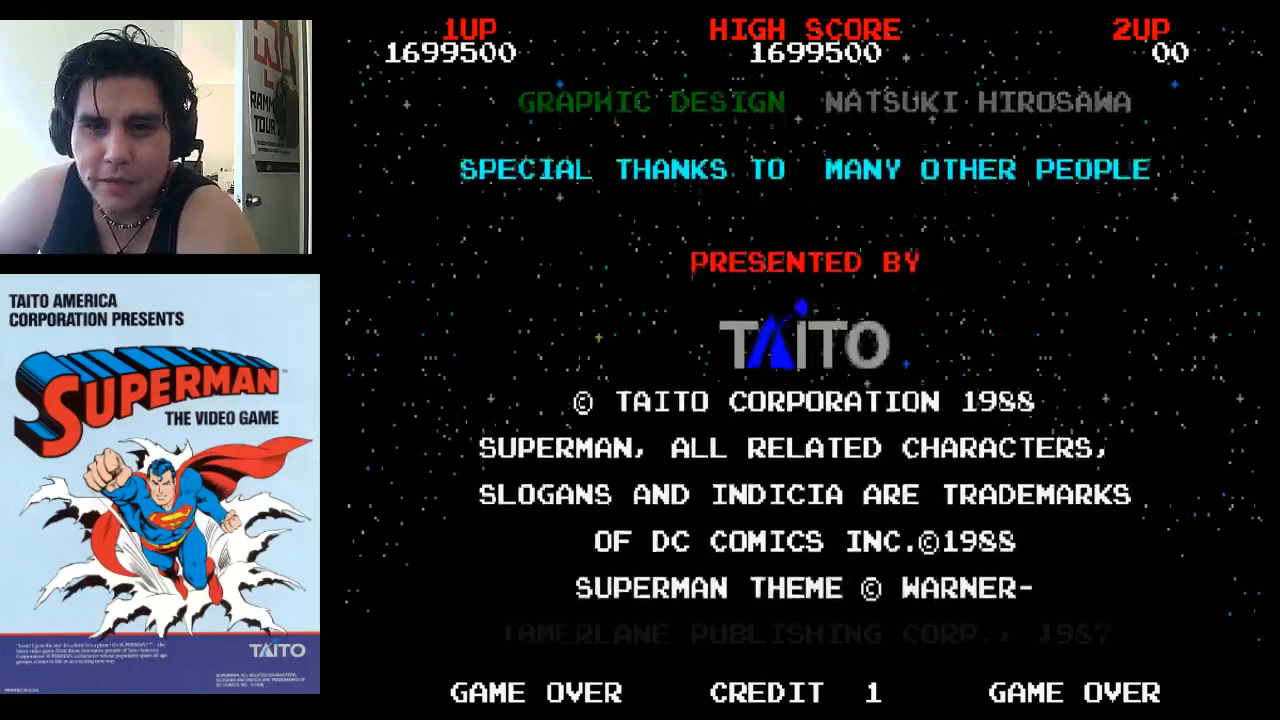 1UP HIGH SCORE 2UP
1699500 1699500 00
GRAPHIC DESIGN NATSUKI HIROSAWA
SPECIAL THANKS TO MANY OTHER PEOPLE
PRESENTED BY
TAITO
© TAITO CORPORATION 1988
SUPERMAN, ALL RELATED CHARACTERS,
SLOGANS AND INDICIA ARE TRADEMARKS
OF DC COMICS INC.©1988
SUPERMAN THEME © WARNER-
TAMERLANE PUBLISHING CORP. 1987
GAME OVER CREDIT 1 GAME OVER
RAMM
TOUR
TAITO AMERICA
CORPORATION PRESENTS
SUPERMAN
THE VIDEO GAME
TAITO